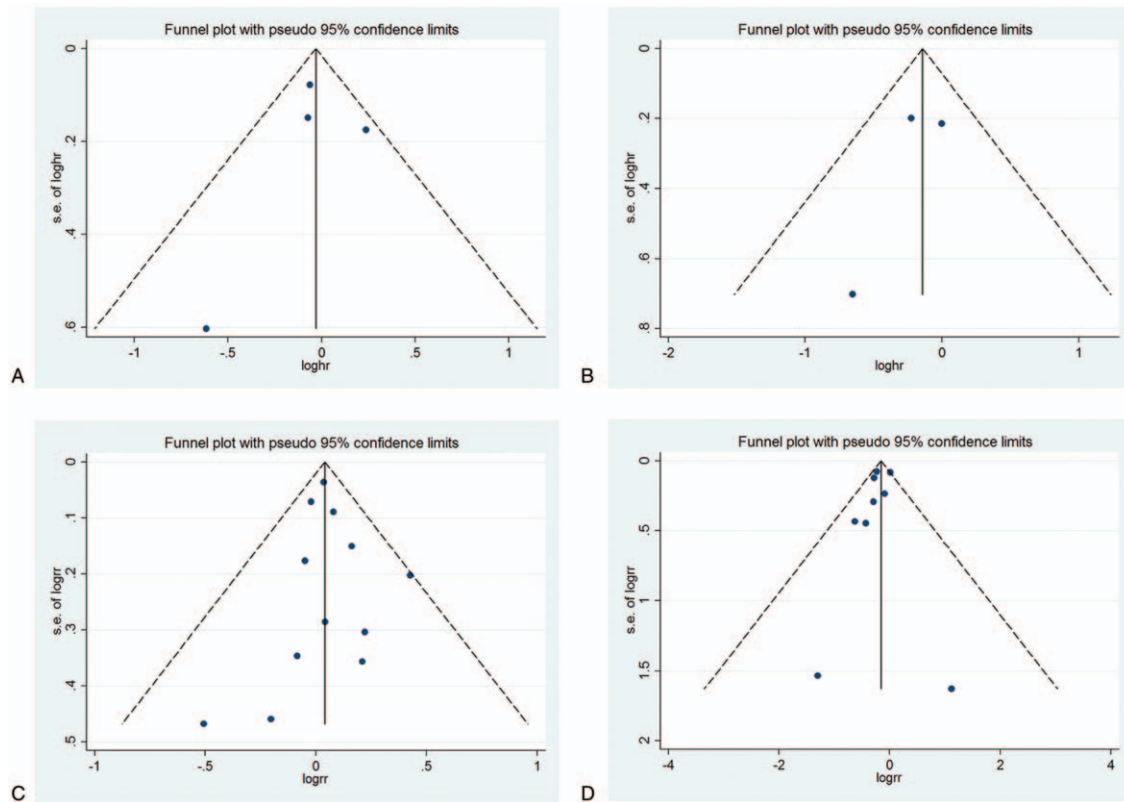 Funnel plot with pseudo 95% confidence limits
s.e. of loghr
0
.2
.4
.6
-1
-.5
0
.5
1
loghr
A
Funnel plot with pseudo 95% confidence limits
s.e. of loghr
0
.2
.4
.6
.8
-2
-1
0
1
loghr
B
Funnel plot with pseudo 95% confidence limits
s.e. of logrr
0
.1
.2
.3
.4
.5
-1
-.5
0
.5
1
logrr
C
Funnel plot with pseudo 95% confidence limits
s.e. of logrr
0
.5
1
1.5
2
-4
-2
0
2
4
logrr
D